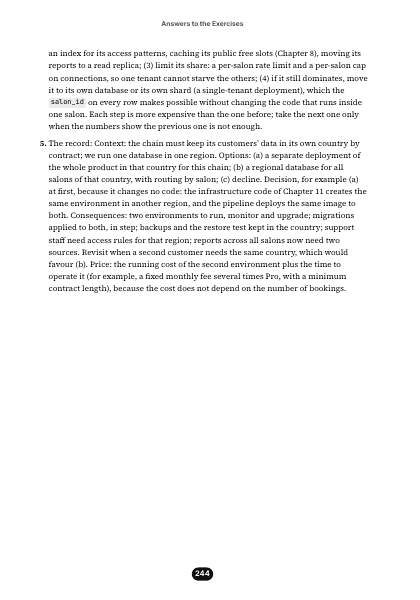 Answers to the Exercises
an index for its access patterns, caching its public free slots (Chapter 8), moving its
reports to a read replica; (3) limit its share: a per-salon rate limit and a per-salon cap
on connections, so one tenant cannot starve the others; (4) if it still dominates, move
it to its own database or its own shard (a single-tenant deployment), which the
salon_id on every row makes possible without changing the code that runs inside
one salon. Each step is more expensive than the one before; take the next one only
when the numbers show the previous one is not enough.
5. The record: Context: the chain must keep its customers' data in its own country by
contract; we run one database in one region. Options: (a) a separate deployment of
the whole product in that country for this chain; (b) a regional database for all
salons of that country, with routing by salon; (c) decline. Decision, for example (a)
at first, because it changes no code: the infrastructure code of Chapter 11 creates the
same environment in another region, and the pipeline deploys the same image to
both. Consequences: two environments to run, monitor and upgrade; migrations
applied to both, in step; backups and the restore test kept in the country; support
staff need access rules for that region; reports across all salons now need two
sources. Revisit when a second customer needs the same country, which would
favour (b). Price: the running cost of the second environment plus the time to
operate it (for example, a fixed monthly fee several times Pro, with a minimum
contract length), because the cost does not depend on the number of bookings.
244